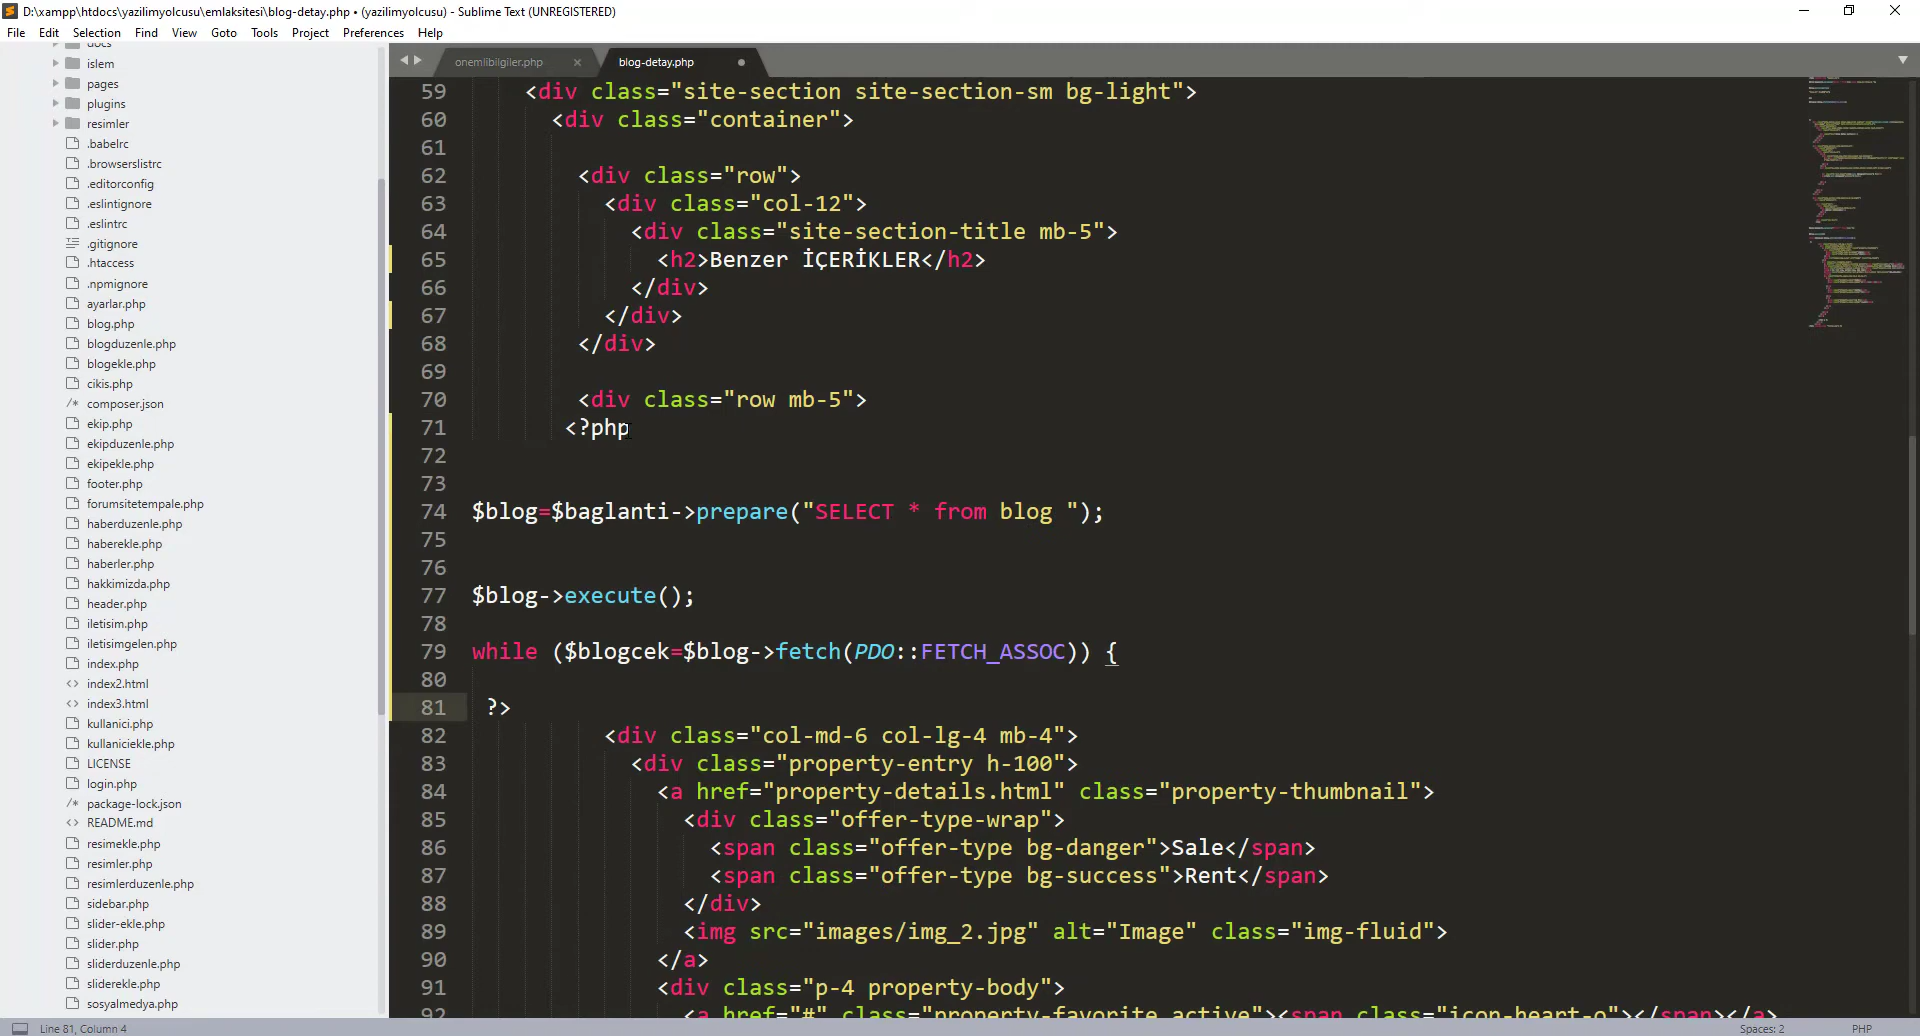 D:\xampp\htdocs\yazilimyolcusu\emlaksitesi\blog-detay.php • (yazilimyolcusu) - Sublime Text (UNREGISTERED)
File Edit Selection Find View Goto Tools Project Preferences Help
docs
islem
pages
plugins
resimler
.babelrc
.browserslistrc
.editorconfig
.eslintignore
.eslintrc
.gitignore
.htaccess
.npmignore
ayarlar.php
blog.php
blogduzenle.php
blogekle.php
cikis.php
composer.json
ekip.php
ekipduzenle.php
ekipekle.php
footer.php
forumsitetempale.php
haberduzenle.php
haberekle.php
haberler.php
hakkimizda.php
header.php
iletisim.php
iletisimgelen.php
index.php
index2.html
index3.html
kullanici.php
kullaniciekle.php
LICENSE
login.php
package-lock.json
README.md
resimekle.php
resimler.php
resimlerduzenle.php
sidebar.php
slider-ekle.php
slider.php
sliderduzenle.php
sliderekle.php
sosyalmedya.php
onemlibilgiler.php blog-detay.php
59 <div class="site-section site-section-sm bg-light">
60 <div class="container">
61
62 <div class="row">
63 <div class="col-12">
64 <div class="site-section-title mb-5">
65 <h2>Benzer İÇERİKLER</h2>
66 </div>
67 </div>
68 </div>
69
70 <div class="row mb-5">
71 <?php
72
73
74 $blog=$baglanti->prepare("SELECT * from blog ");
75
76
77 $blog->execute();
78
79 while ($blogcek=$blog->fetch(PDO::FETCH_ASSOC)) {
80
81 ?>
82 <div class="col-md-6 col-lg-4 mb-4">
83 <div class="property-entry h-100">
84 <a href="property-details.html" class="property-thumbnail">
85 <div class="offer-type-wrap">
86 <span class="offer-type bg-danger">Sale</span>
87 <span class="offer-type bg-success">Rent</span>
88 </div>
89 <img src="images/img_2.jpg" alt="Image" class="img-fluid">
90 </a>
91 <div class="p-4 property-body">
92 <a href="#" class="property-favorite active"><span class="icon-heart-o"></span></a>
Line 81, Column 4
Spaces: 2 PHP